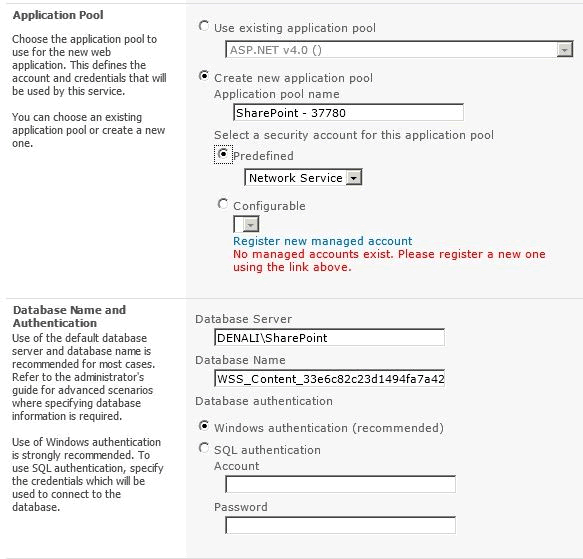 Application Pool
Choose the application pool to
use for the new web
application. This defines the
account and credentials that will
be used by this service.
You can choose an existing
application pool or create a new
one.
Use existing application pool
ASP.NET v4.0 ()
Create new application pool
Application pool name
SharePoint - 37780
Select a security account for this application pool
Predefined
Network Service
Configurable
Register new managed account
No managed accounts exist. Please register a new one
using the link above.
Database Name and
Authentication
Use of the default database
server and database name is
recommended for most cases.
Refer to the administrator's
guide for advanced scenarios
where specifying database
information is required.
Use of Windows authentication
is strongly recommended. To
use SQL authentication, specify
the credentials which will be
used to connect to the
database.
Database Server
DENALI\SharePoint
Database Name
WSS_Content_33e6c82c23d1494fa7a42
Database authentication
Windows authentication (recommended)
SQL authentication
Account
Password